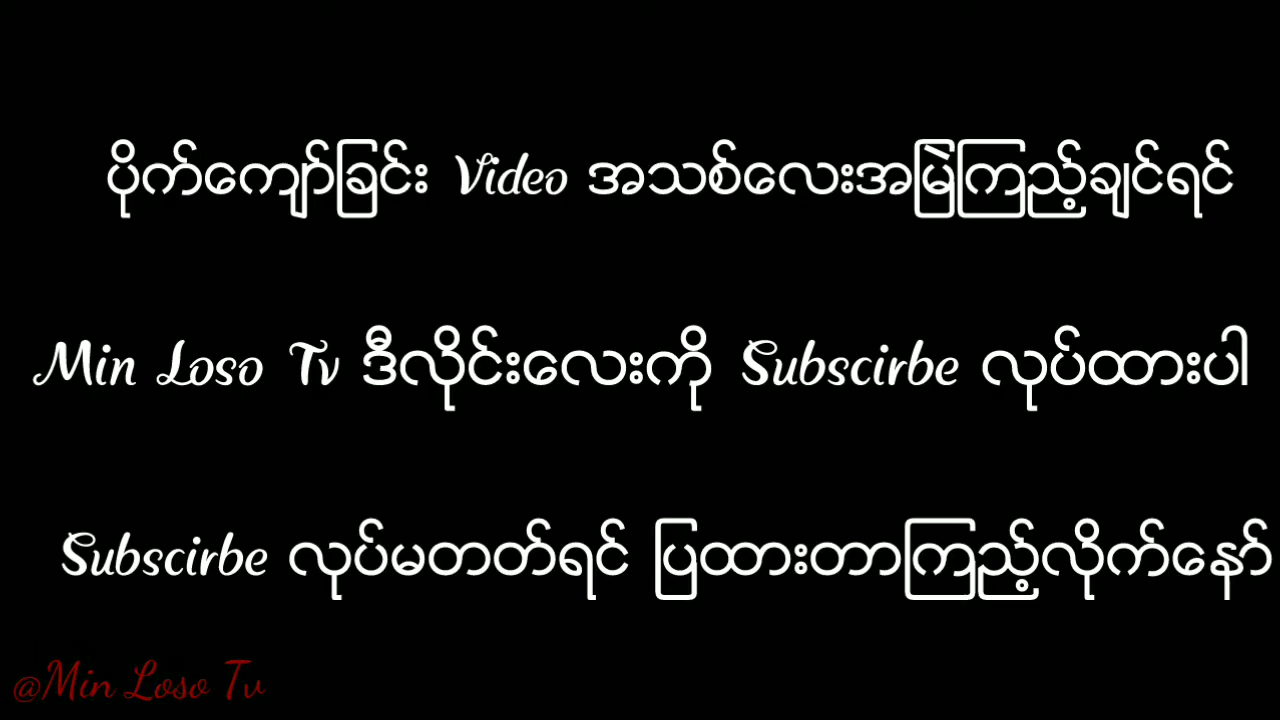 ပိုက်ကျော်ခြင်း Video အသစ်လေးအမြဲကြည့်ချင်ရင်
Min Loso Tv ဒီလိုင်းလေးကို Subscirbe လုပ်ထားပါ
Subscirbe လုပ်မတတ်ရင် ပြထားတာကြည့်လိုက်နော်
@Min Loso Tv